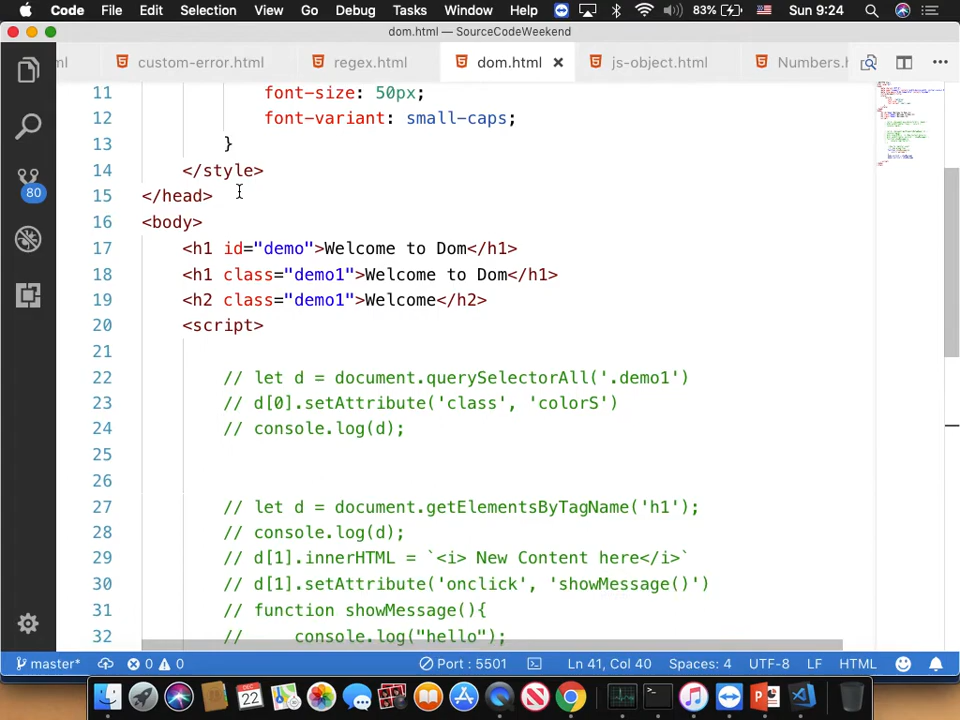 Code File Edit Selection View Go Debug Tasks Window Help 83% Sun 9:24
dom.html — SourceCodeWeekend
ml custom-error.html regex.html dom.html js-object.html Numbers.h
11 font-size: 50px;
12 font-variant: small-caps;
13 }
14 </style>
15 </head>
16 <body>
17 <h1 id="demo">Welcome to Dom</h1>
18 <h1 class="demo1">Welcome to Dom</h1>
19 <h2 class="demo1">Welcome</h2>
20 <script>
21
22 // let d = document.querySelectorAll('.demo1')
23 // d[0].setAttribute('class', 'colorS')
24 // console.log(d);
25
26
27 // let d = document.getElementsByTagName('h1');
28 // console.log(d);
29 // d[1].innerHTML = `<i> New Content here</i>`
30 // d[1].setAttribute('onclick', 'showMessage()')
31 // function showMessage(){
32 // console.log("hello");
80
master* 0 0 Port : 5501 Ln 41, Col 40 Spaces: 4 UTF-8 LF HTML